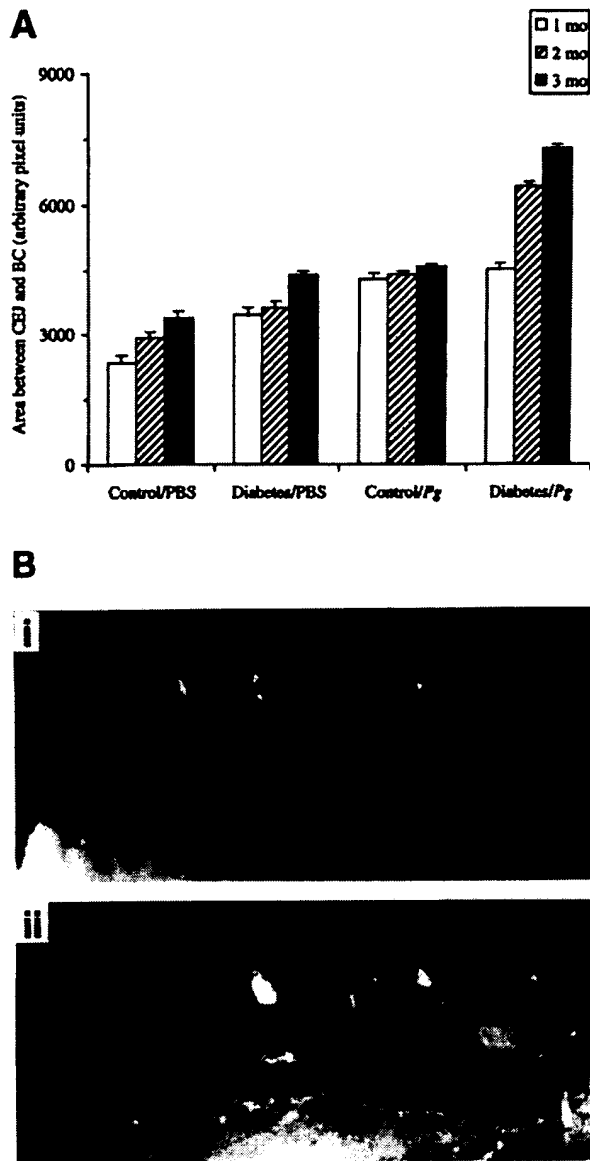 A
1 mo
2 mo
3 mo
Area between CEJ and BC (arbitrary pixel units)
9000
6000
3000
0
Control/PBS
Diabetes/PBS
Control/Pg
Diabetes/Pg
B
i
ii